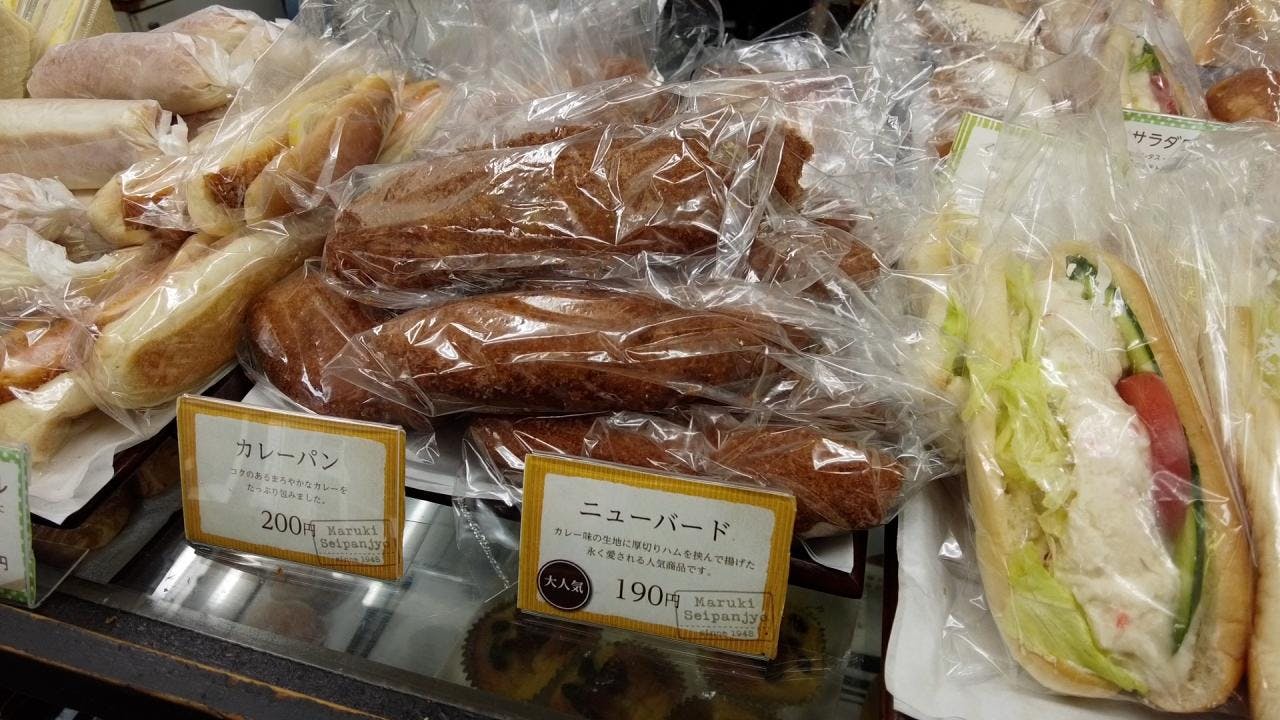 カレーパン
コクのあるまろやかなカレーを
たっぷり包みました。
200円
Maruki
Seipanjyo
since 1948
ニューバード
カレー味の生地に厚切りハムを挟んで揚げた
永く愛される人気商品です。
大人気
190円
Maruki
Seipanjyo
since 1948
サラダ
円